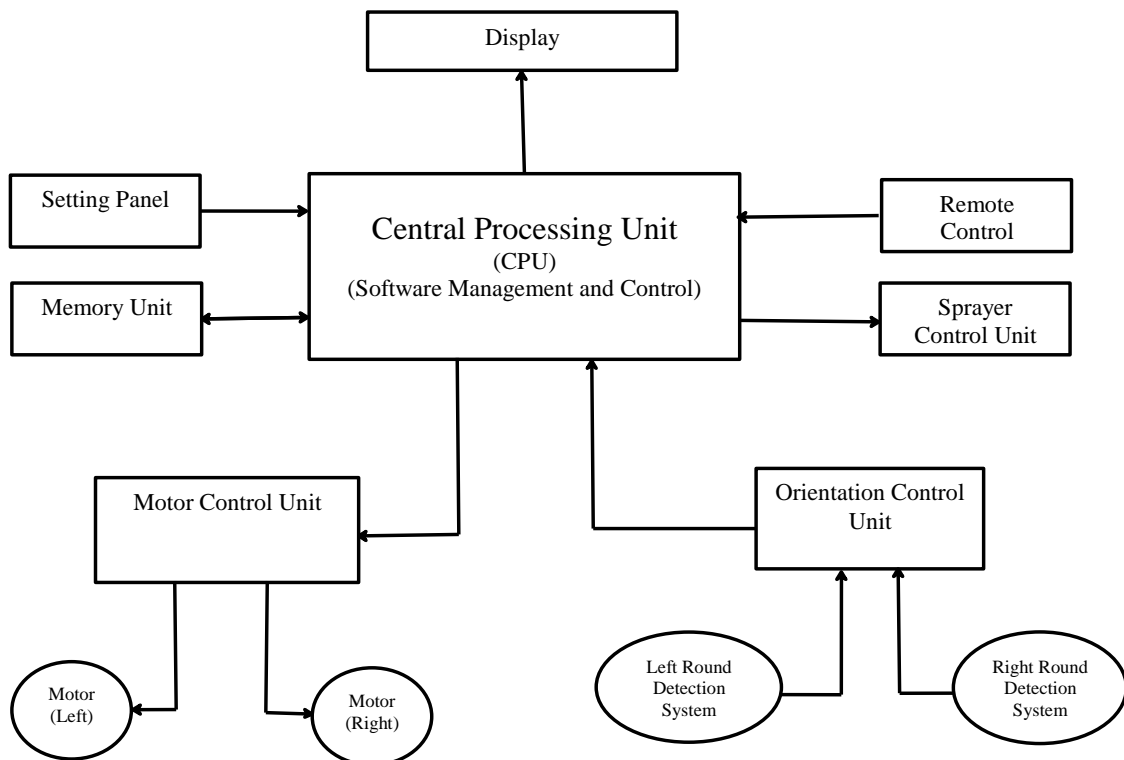 Display
Setting Panel
Central Processing Unit
(CPU)
(Software Management and Control)
Remote
Control
Memory Unit
Sprayer
Control Unit
Motor Control Unit
Orientation Control
Unit
Motor
(Left)
Motor
(Right)
Left Round
Detection
System
Right Round
Detection
System